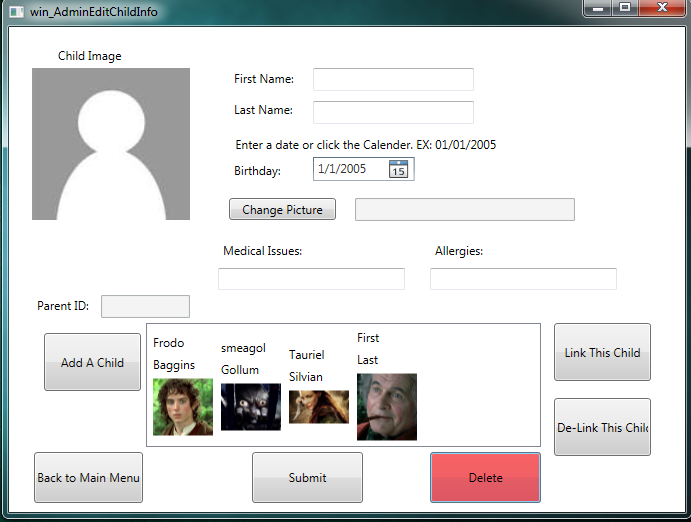 win_AdminEditChildInfo
Child Image
First Name:
Last Name:
Enter a date or click the Calender. EX: 01/01/2005
Birthday:
1/1/2005
15
Change Picture
Medical Issues:
Allergies:
Parent ID:
Add A Child
Frodo
Baggins
smeagol
Gollum
Tauriel
Silvian
First
Last
Link This Child
De-Link This Chilc
Back to Main Menu
Submit
Delete